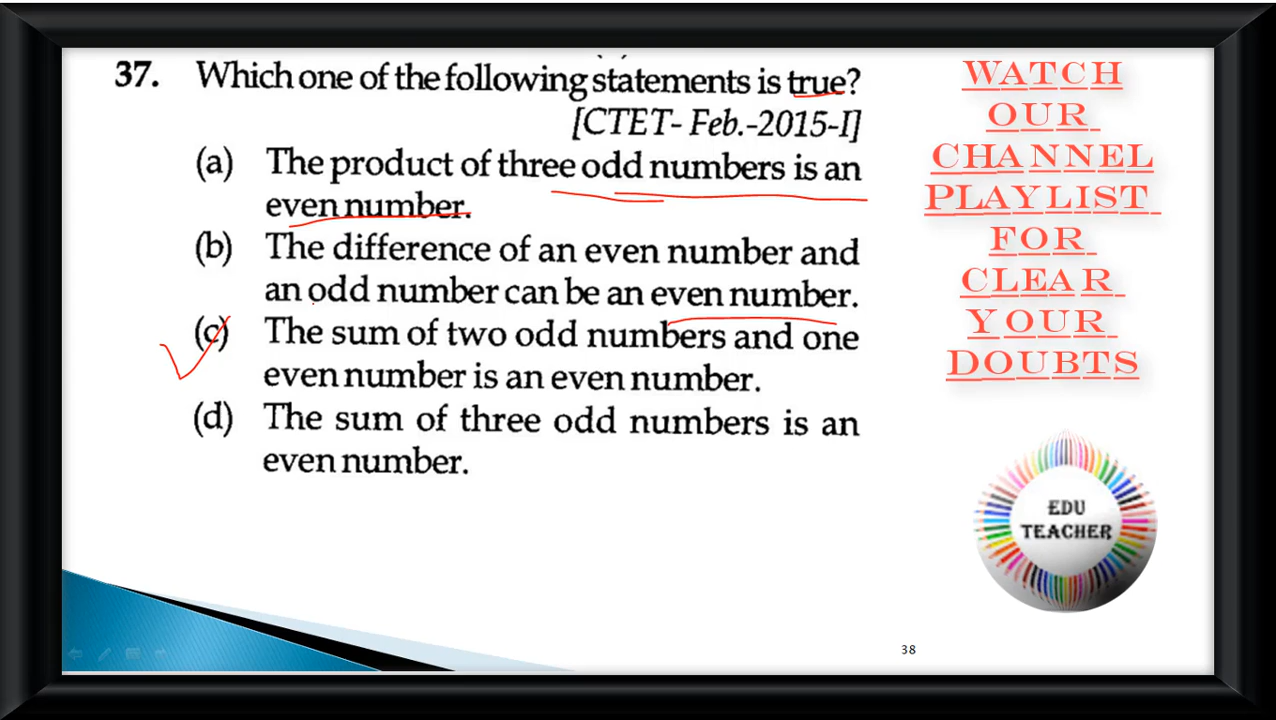 37. Which one of the following statements is true?
[CTET- Feb.-2015-I]
(a) The product of three odd numbers is an
even number.
(b) The difference of an even number and
an odd number can be an even number.
(c) The sum of two odd numbers and one
even number is an even number.
(d) The sum of three odd numbers is an
even number.
WATCH
OUR
CHANNEL
PLAYLIST
FOR
CLEAR
YOUR
DOUBTS
EDU
TEACHER
38